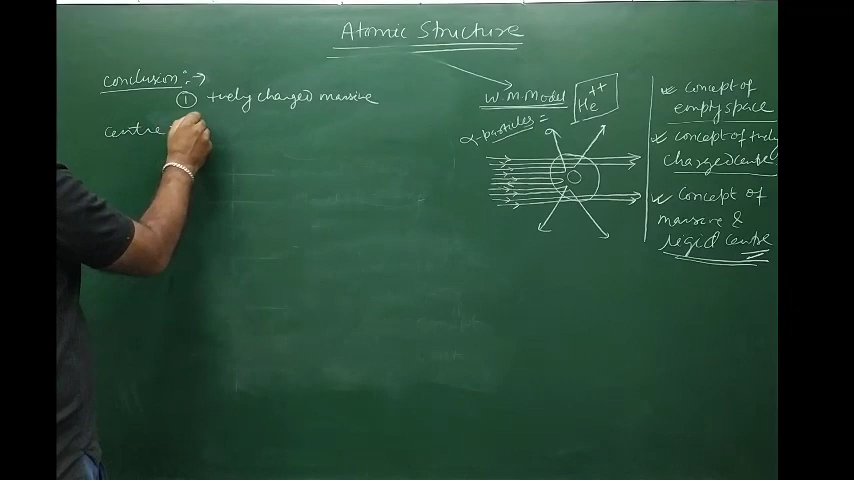 Atomic Structure
Conclusion :→
① +vely charged massive
centre
W.M.Model
He++
α-particles =
concept of
empty space
concept of +vely
charged centre
concept of
massive &
rigid centre